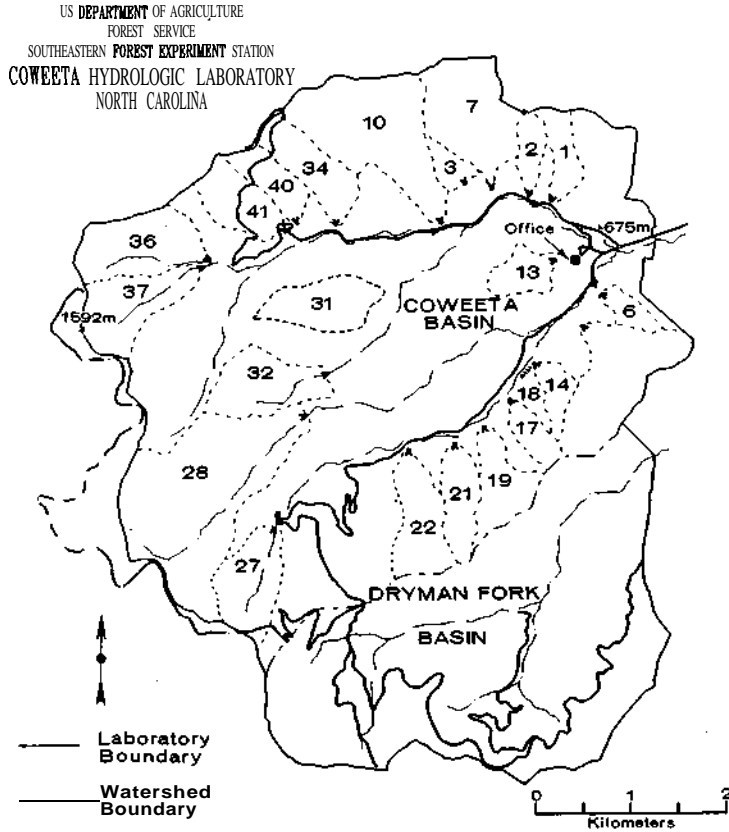 US DEPARTMENT OF AGRICULTURE
FOREST SERVICE
SOUTHEASTERN FOREST EXPERIMENT STATION
COWEETA HYDROLOGIC LABORATORY
NORTH CAROLINA
7
10
2
1
3
34
40
41
Office
675m
36
13
37
31
COWEETA
BASIN
6
1592m
32
18
14
17
28
21
19
22
27
DRYMAN FORK
BASIN
Laboratory
Boundary
Watershed
Boundary
0 1 2
Kilometers